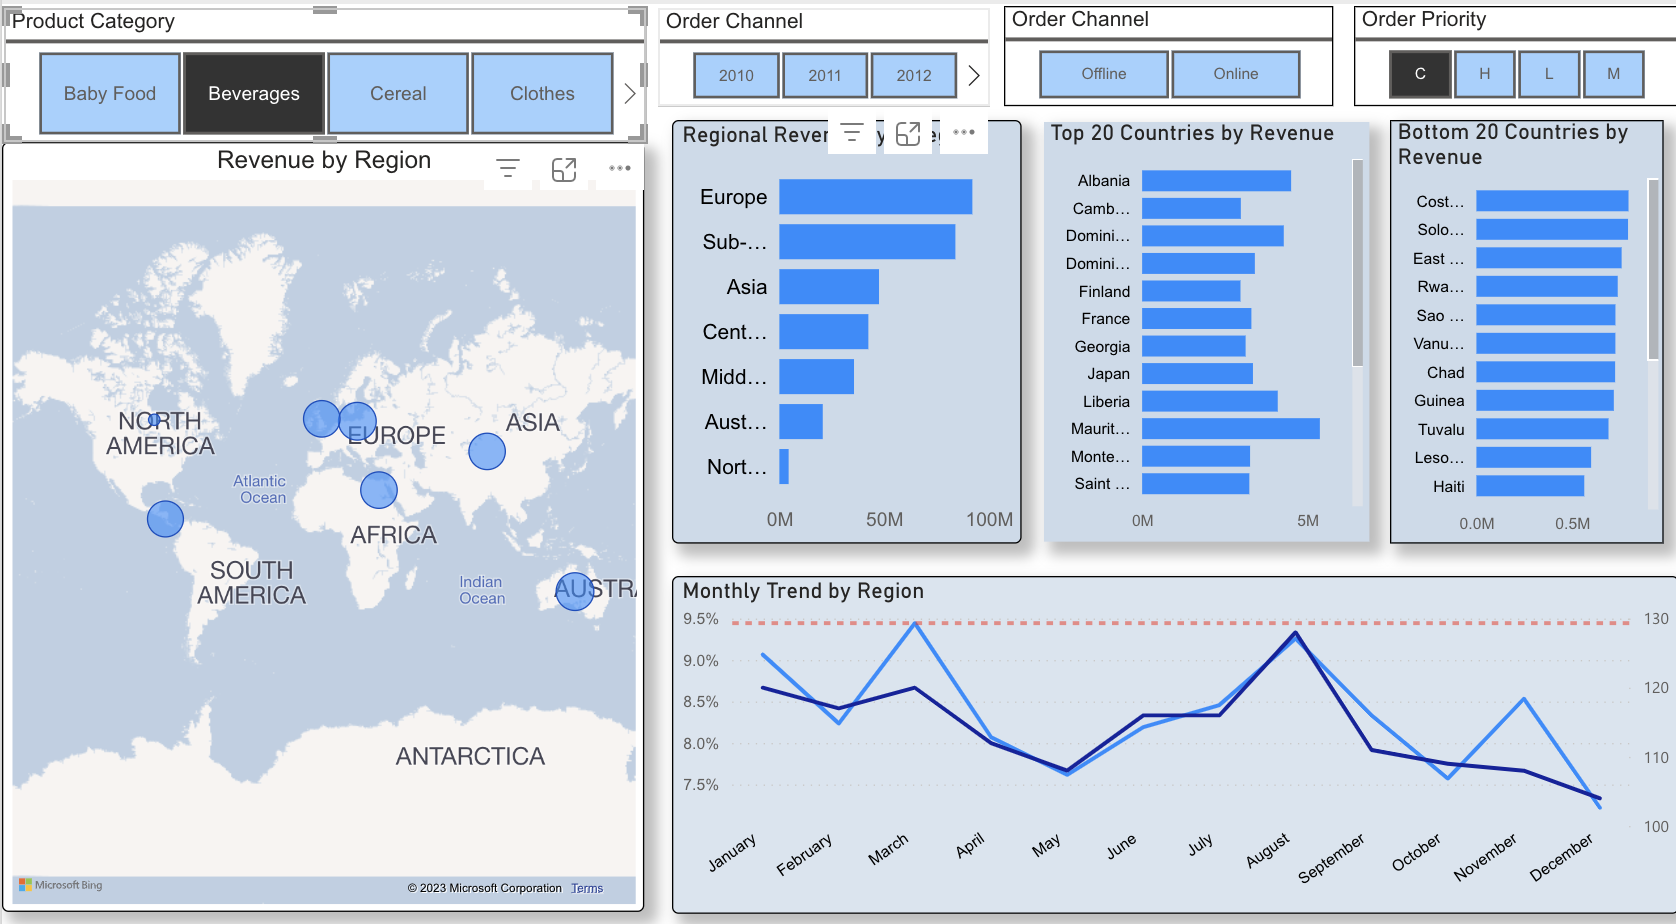 Product Category
Baby Food
Beverages
Cereal
Clothes
Order Channel
2010
2011
2012
Order Channel
Offline
Online
Order Priority
C
H
L
M
Revenue by Region
NORTH
AMERICA
EUROPE
ASIA
Atlantic
Ocean
AFRICA
SOUTH
AMERICA
Indian
Ocean
AUSTRA
ANTARCTICA
Microsoft Bing
© 2023 Microsoft Corporation Terms
Regional
Europe
Sub-...
Asia
Cent...
Midd...
Aust...
Nort...
0M 50M 100M
Top 20 Countries by Revenue
Albania
Camb...
Domini...
Domini...
Finland
France
Georgia
Japan
Liberia
Maurit...
Monte...
Saint ...
0M 5M
Bottom 20 Countries by
Revenue
Cost...
Solo...
East ...
Rwa...
Sao ...
Vanu...
Chad
Guinea
Tuvalu
Leso...
Haiti
0.0M 0.5M
Monthly Trend by Region
9.5%
9.0%
8.5%
8.0%
7.5%
130
120
110
100
January
February
March
April
May
June
July
August
September
October
November
December